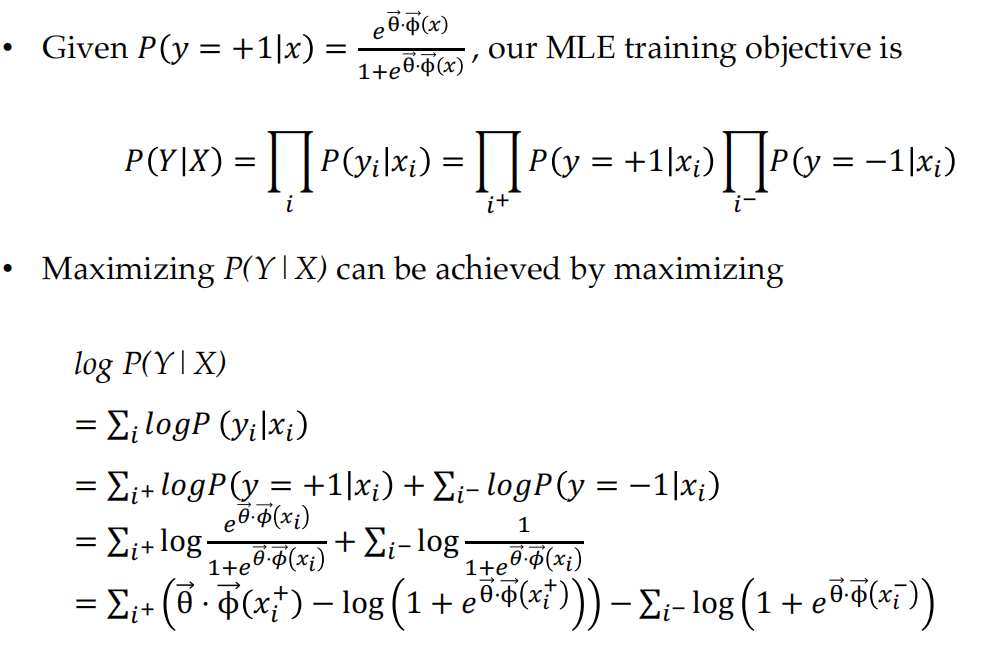 • Given $P(y = +1|x) = \frac{e^{\vec{\theta}\cdot\vec{\phi}(x)}}{1+e^{\vec{\theta}\cdot\vec{\phi}(x)}}$, our MLE training objective is
$P(Y|X) = \prod_{i} P(y_i|x_i) = \prod_{i^+} P(y = +1|x_i) \prod_{i^-} P(y = -1|x_i)$
• Maximizing P(Y|X) can be achieved by maximizing
log P(Y|X)
$= \sum_i logP (y_i|x_i)$
$= \sum_{i^+} logP(y = +1|x_i) + \sum_{i^-} logP(y = -1|x_i)$
$= \sum_{i^+} \log \frac{e^{\vec{\theta}\cdot\vec{\phi}(x_i)}}{1+e^{\vec{\theta}\cdot\vec{\phi}(x_i)}} + \sum_{i^-} \log \frac{1}{1+e^{\vec{\theta}\cdot\vec{\phi}(x_i)}}$
$= \sum_{i^+} \left(\vec{\theta} \cdot \vec{\phi}(x_i^+) - \log\left(1 + e^{\vec{\theta}\cdot\vec{\phi}(x_i^+)}\right)\right) - \sum_{i^-} \log\left(1 + e^{\vec{\theta}\cdot\vec{\phi}(x_i^-)}\right)$